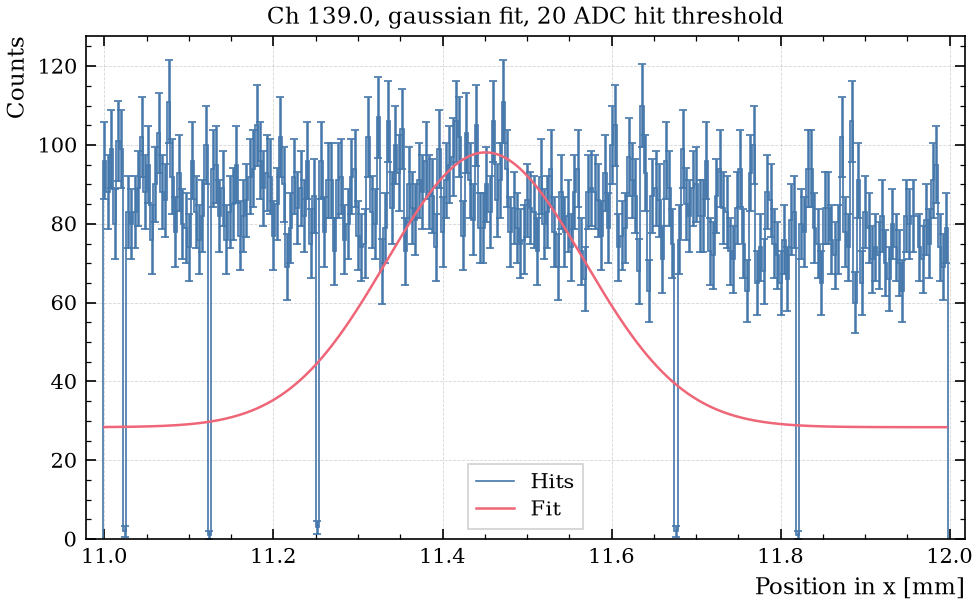 Ch 139.0, gaussian fit, 20 ADC hit threshold
Counts
120
100
80
60
40
20
0
Hits
Fit
11.0
11.2
11.4
11.6
11.8
12.0
Position in x [mm]